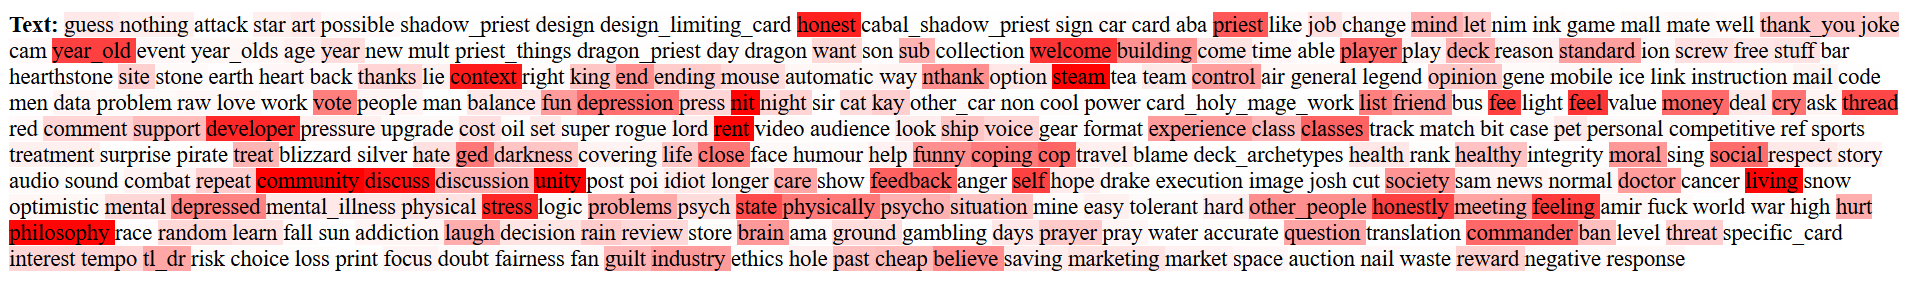 Text: guess nothing attack star art possible shadow_priest design design_limiting_card honest cabal_shadow_priest sign car card aba priest like job change mind let nim ink game mall mate well thank_you joke
cam year_old event year_olds age year new mult priest_things dragon_priest day dragon want son sub collection welcome building come time able player play deck reason standard ion screw free stuff bar
hearthstone site stone earth heart back thanks lie context right king end ending mouse automatic way nthank option steam tea team control air general legend opinion gene mobile ice link instruction mail code
men data problem raw love work vote people man balance fun depression press nit night sir cat kay other_car non cool power card_holy_mage_work list friend bus fee light feel value money deal cry ask thread
red comment support developer pressure upgrade cost oil set super rogue lord rent video audience look ship voice gear format experience class classes track match bit case pet personal competitive ref sports
treatment surprise pirate treat blizzard silver hate ged darkness covering life close face humour help funny coping cop travel blame deck_archetypes health rank healthy integrity moral sing social respect story
audio sound combat repeat community discuss discussion unity post poi idiot longer care show feedback anger self hope drake execution image josh cut society sam news normal doctor cancer living snow
optimistic mental depressed mental_illness physical stress logic problems psych state physically psycho situation mine easy tolerant hard other_people honestly meeting feeling amir fuck world war high hurt
philosophy race random learn fall sun addiction laugh decision rain review store brain ama ground gambling days prayer pray water accurate question translation commander ban level threat specific_card
interest tempo tl_dr risk choice loss print focus doubt fairness fan guilt industry ethics hole past cheap believe saving marketing market space auction nail waste reward negative response